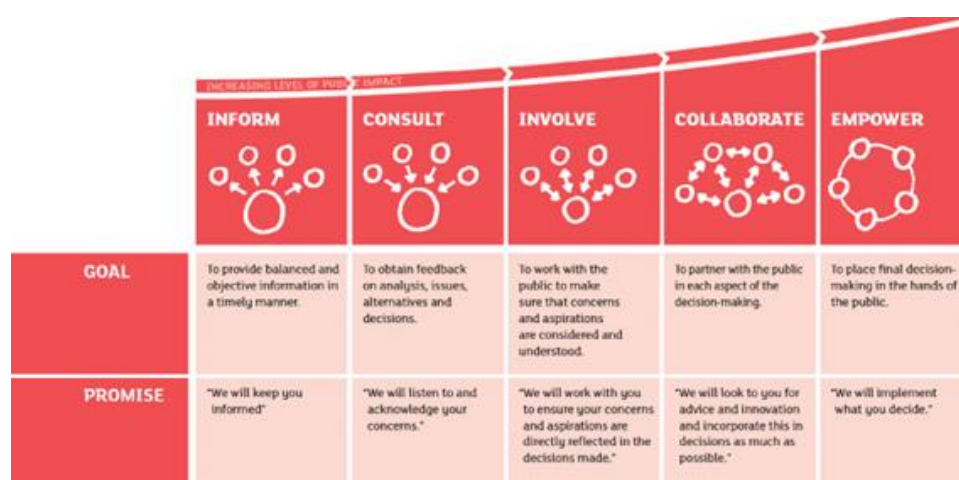 INCREASING LEVEL OF PUBLIC IMPACT
INFORM
CONSULT
INVOLVE
COLLABORATE
EMPOWER
GOAL
To provide balanced and
objective information in
a timely manner.
To obtain feedback
on analysis, issues,
alternatives and
decisions.
To work with the
public to make
sure that concerns
and aspirations
are considered and
understood.
To partner with the public
in each aspect of the
decision-making.
To place final decision-
making in the hands of
the public.
PROMISE
"We will keep you
informed"
"We will listen to and
acknowledge your
concerns."
"We will work with you
to ensure your concerns
and aspirations are
directly reflected in the
decisions made."
"We will look to you for
advice and innovation
and incorporate this in
decisions as much as
possible."
"We will implement
what you decide."